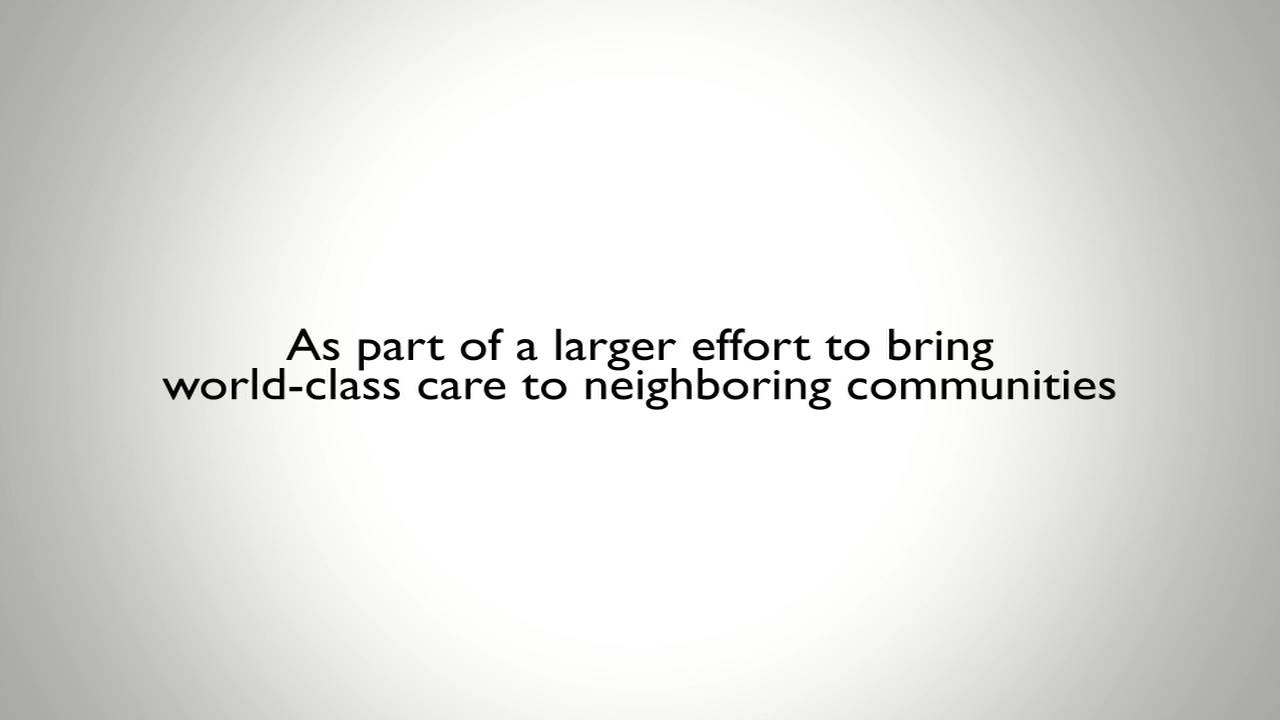 As part of a larger effort to bring
world-class care to neighboring communities